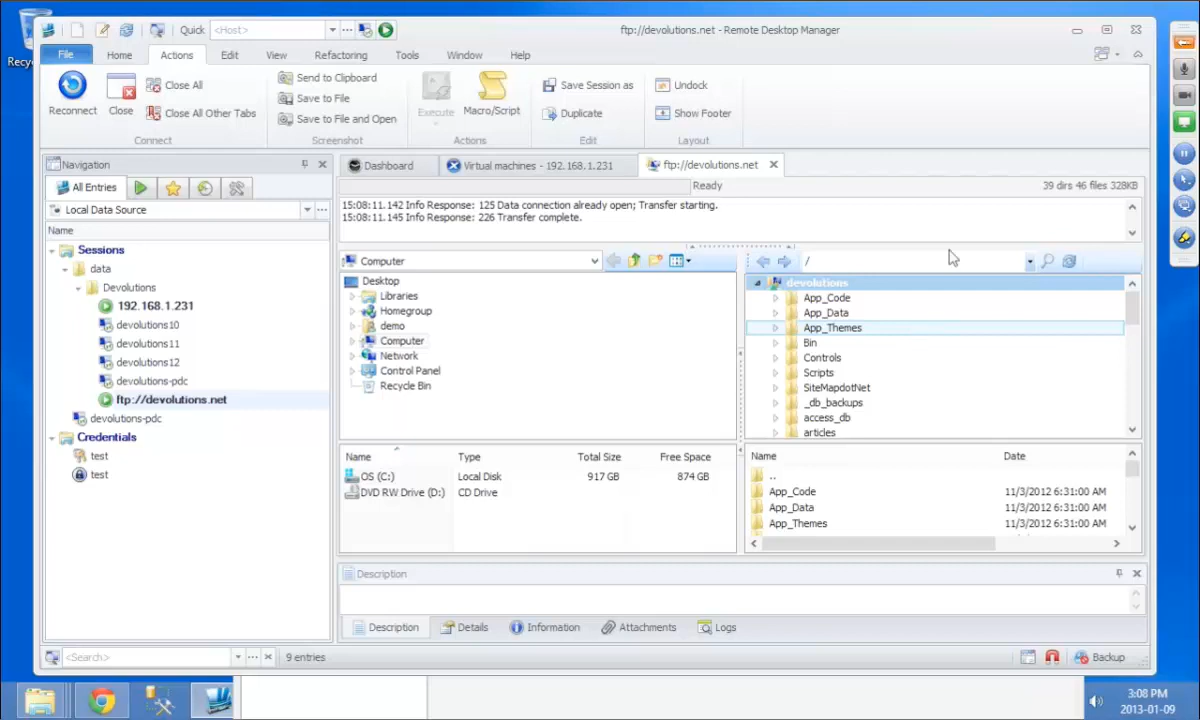 Recyc
Quick <Host>
ftp://devolutions.net - Remote Desktop Manager
File Home Actions Edit View Refactoring Tools Window Help
Reconnect
Close
Close All
Close All Other Tabs
Connect
Send to Clipboard
Save to File
Save to File and Open
Screenshot
Execute
Macro/Script
Actions
Save Session as
Duplicate
Edit
Undock
Show Footer
Layout
Navigation
All Entries
Local Data Source
Name
Sessions
data
Devolutions
192.168.1.231
devolutions10
devolutions11
devolutions12
devolutions-pdc
ftp://devolutions.net
devolutions-pdc
Credentials
test
test
<Search>
9 entries
Dashboard
Virtual machines - 192.168.1.231
ftp://devolutions.net
Ready
39 dirs 46 files 328KB
15:08:11.142 Info Response: 125 Data connection already open; Transfer starting.
15:08:11.145 Info Response: 226 Transfer complete.
Computer
Desktop
Libraries
Homegroup
demo
Computer
Network
Control Panel
Recycle Bin
/
devolutions
App_Code
App_Data
App_Themes
Bin
Controls
Scripts
SiteMapdotNet
_db_backups
access_db
articles
Name Type Total Size Free Space
OS (C:) Local Disk 917 GB 874 GB
DVD RW Drive (D:) CD Drive
Name Date
..
App_Code 11/3/2012 6:31:00 AM
App_Data 11/3/2012 6:31:00 AM
App_Themes 11/3/2012 6:31:00 AM
Description
Description Details Information Attachments Logs
Backup
3:08 PM
2013-01-09